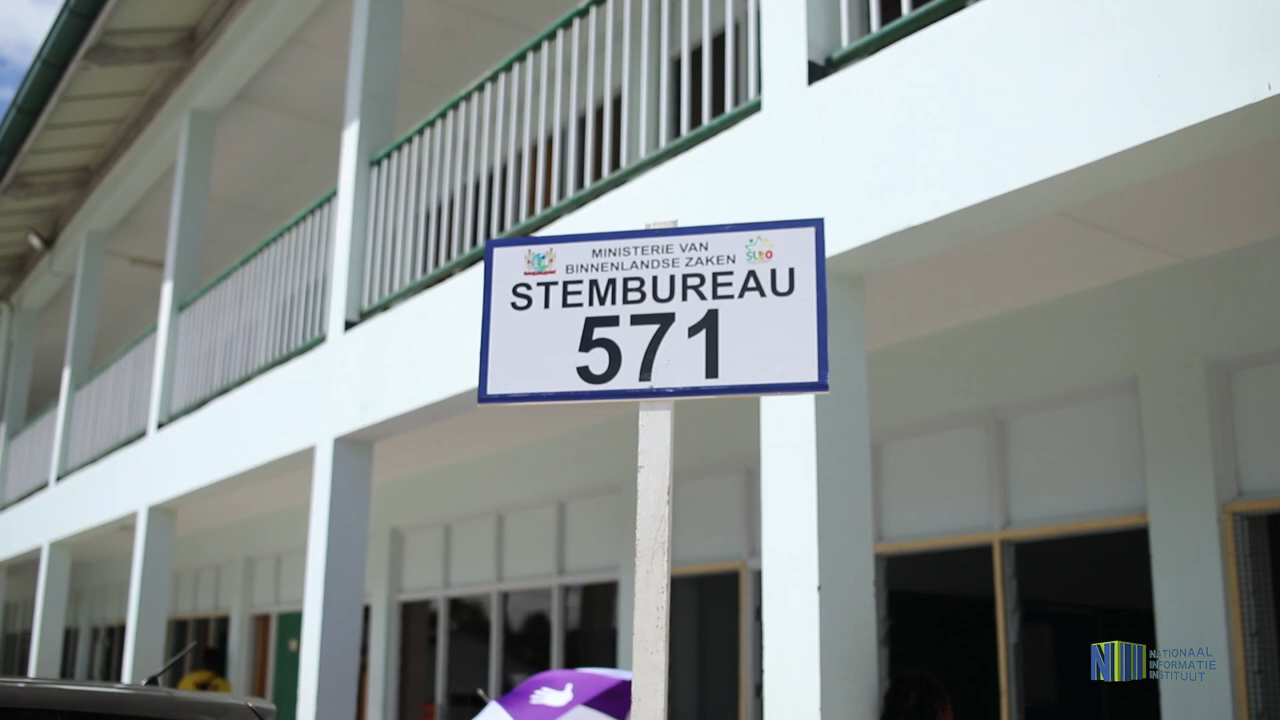 MINISTERIE VAN
BINNENLANDSE ZAKEN
STEMBUREAU
571
NATIONAAL
INFORMATIE
INSTITUUT